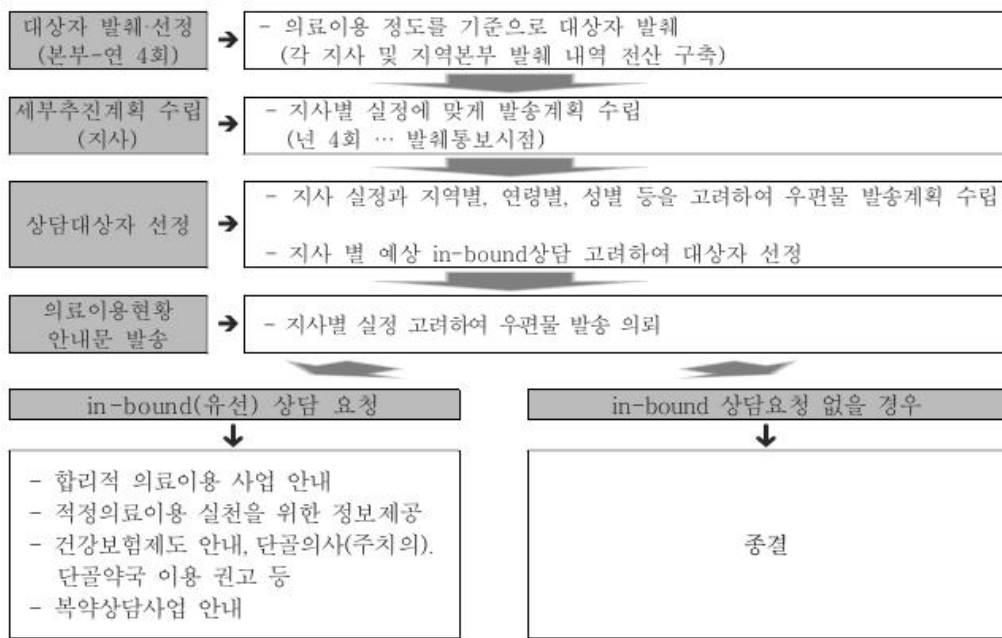 대상자 발췌·선정
(본부-연 4회)
➔
- 의료이용 정도를 기준으로 대상자 발췌
(각 지사 및 지역본부 발췌 내역 전산 구축)
세부추진계획 수립
(지사)
➔
- 지사별 실정에 맞게 발송계획 수립
(년 4회 … 발췌통보시점)
상담대상자 선정
➔
- 지사 실정과 지역별, 연령별, 성별 등을 고려하여 우편물 발송계획 수립
- 지사 별 예상 in-bound상담 고려하여 대상자 선정
의료이용현황
안내문 발송
➔
- 지사별 실정 고려하여 우편물 발송 의뢰
in-bound(유선) 상담 요청
- 합리적 의료이용 사업 안내
- 적정의료이용 실천을 위한 정보제공
- 건강보험제도 안내, 단골의사(주치의).
단골약국 이용 권고 등
- 복약상담사업 안내
in-bound 상담요청 없을 경우
종결